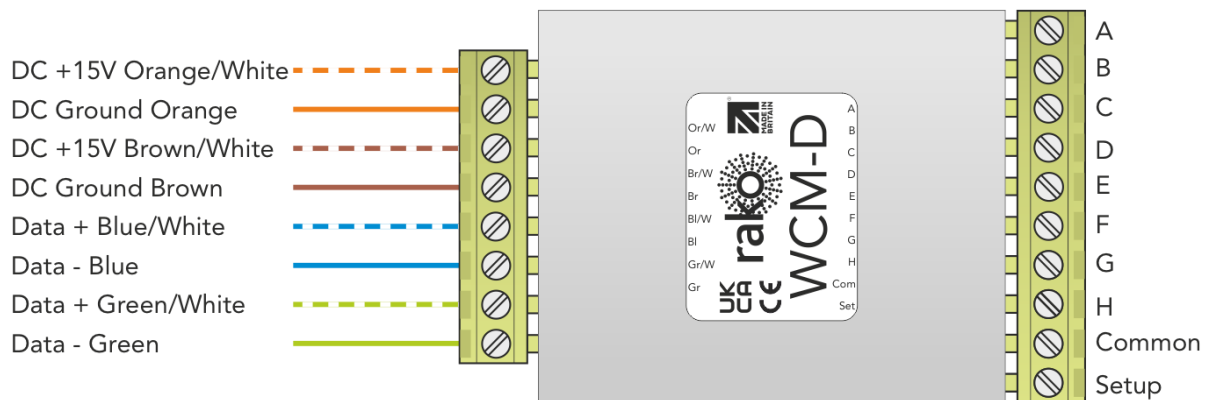 DC +15V Orange/White
DC Ground Orange
DC +15V Brown/White
DC Ground Brown
Data + Blue/White
Data - Blue
Data + Green/White
Data - Green
Or/W
Or
Br/W
Br
Bl/W
Bl
Gr/W
Gr
MADE IN
BRITAIN
®
rako
UK
CA
CE
WCM-D
A
B
C
D
E
F
G
H
Com
Set
A
B
C
D
E
F
G
H
Common
Setup